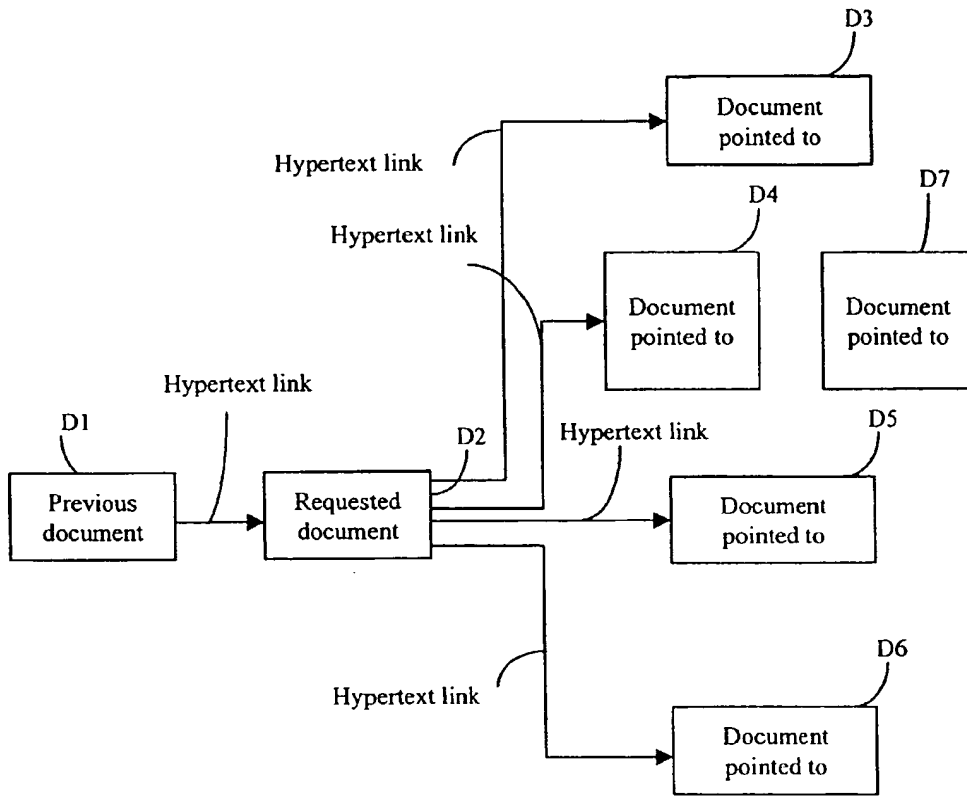 D3
Document
pointed to
Hypertext link
D4
D7
Hypertext link
Document
pointed to
Document
pointed to
Hypertext link
D1
D2
Hypertext link
D5
Previous
document
Requested
document
Document
pointed to
D6
Hypertext link
Document
pointed to